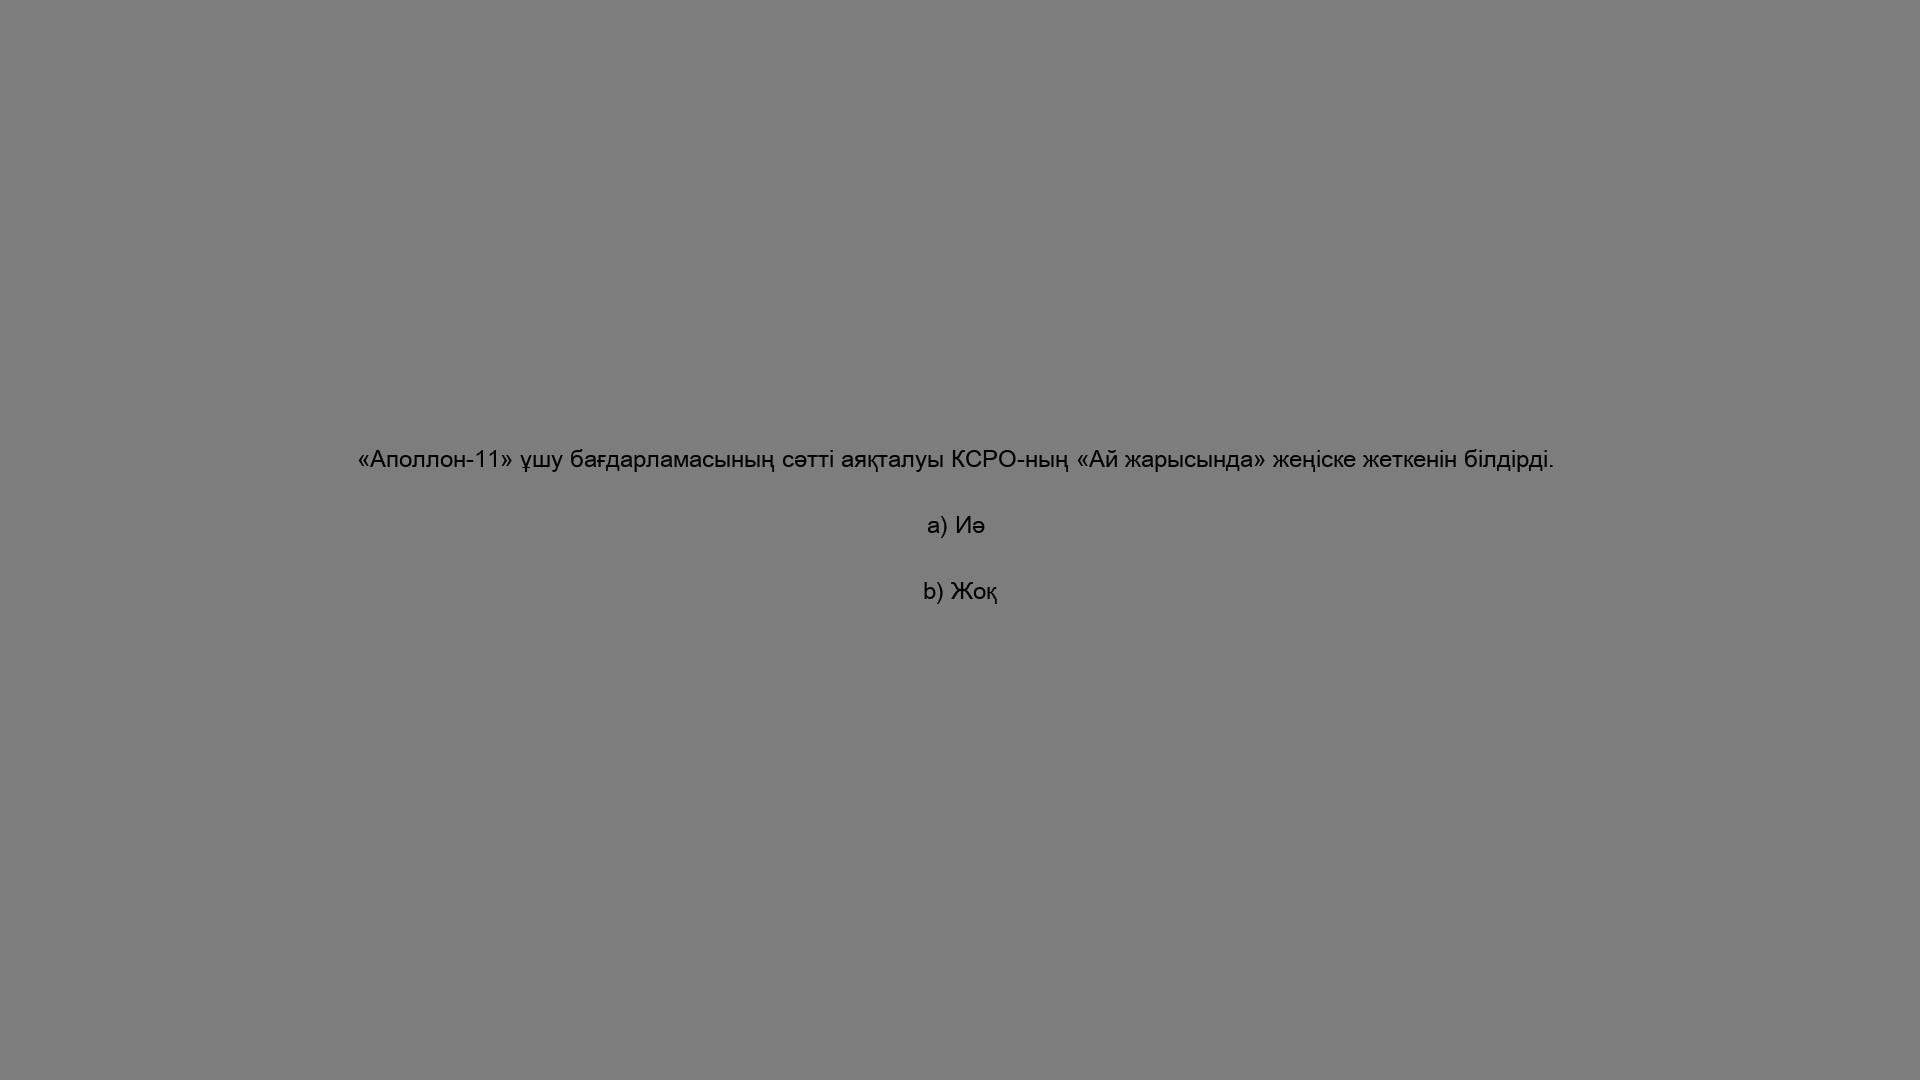 «Аполлон-11» ұшу бағдарламасының сәтті аяқталуы КСРО-ның «Ай жарысында» жеңіске жеткенін білдірді.
a) Иә
b) Жоқ